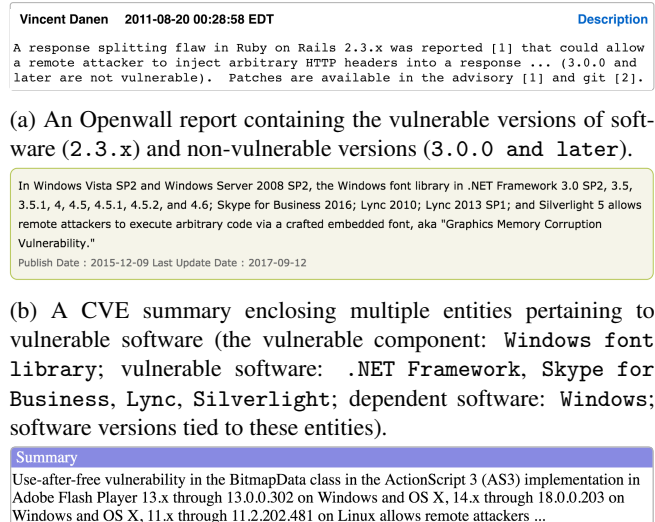 Vincent Danen 2011-08-20 00:28:58 EDT Description
A response splitting flaw in Ruby on Rails 2.3.x was reported [1] that could allow
a remote attacker to inject arbitrary HTTP headers into a response ... (3.0.0 and
later are not vulnerable). Patches are available in the advisory [1] and git [2].
(a) An Openwall report containing the vulnerable versions of soft-
ware (2.3.x) and non-vulnerable versions (3.0.0 and later).
In Windows Vista SP2 and Windows Server 2008 SP2, the Windows font library in .NET Framework 3.0 SP2, 3.5,
3.5.1, 4, 4.5, 4.5.1, 4.5.2, and 4.6; Skype for Business 2016; Lync 2010; Lync 2013 SP1; and Silverlight 5 allows
remote attackers to execute arbitrary code via a crafted embedded font, aka "Graphics Memory Corruption
Vulnerability."
Publish Date : 2015-12-09 Last Update Date : 2017-09-12
(b) A CVE summary enclosing multiple entities pertaining to
vulnerable software (the vulnerable component: Windows font
library; vulnerable software: .NET Framework, Skype for
Business, Lync, Silverlight; dependent software: Windows;
software versions tied to these entities).
Summary
Use-after-free vulnerability in the BitmapData class in the ActionScript 3 (AS3) implementation in
Adobe Flash Player 13.x through 13.0.0.302 on Windows and OS X, 14.x through 18.0.0.203 on
Windows and OS X, 11.x through 11.2.202.481 on Linux allows remote attackers ...